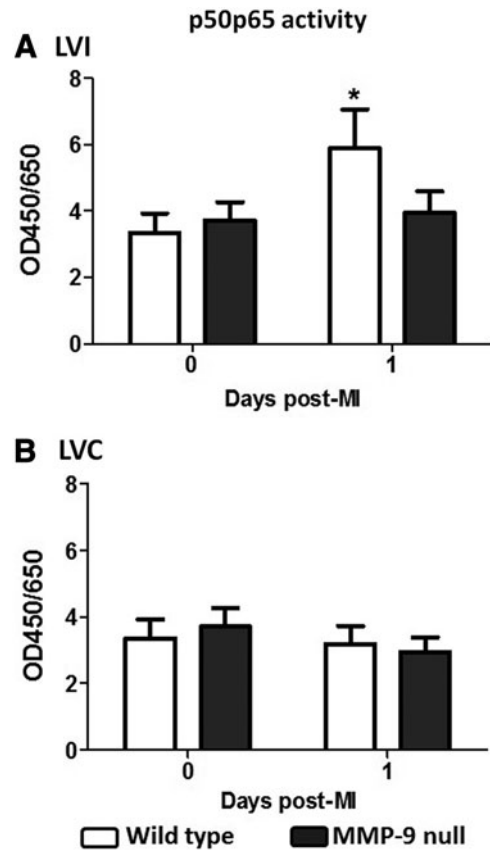 p50p65 activity
A LVI
8
*
6
OD450/650
4
2
0
0 1
Days post-MI
B LVC
8
6
OD450/650
4
2
0
0 1
Days post-MI
Wild type MMP-9 null